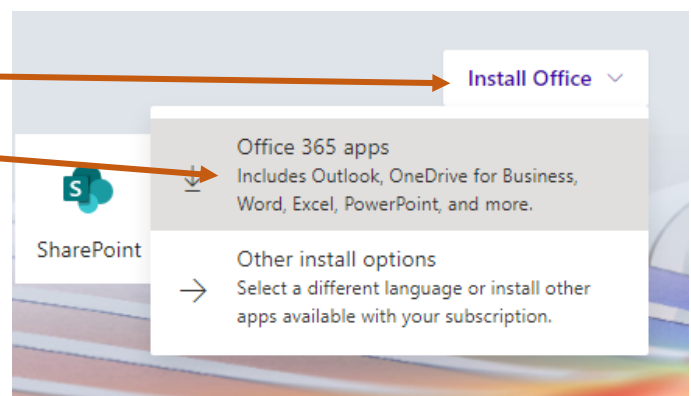 Install Office
Office 365 apps
Includes Outlook, OneDrive for Business,
Word, Excel, PowerPoint, and more.
S
SharePoint
Other install options
Select a different language or install other
apps available with your subscription.